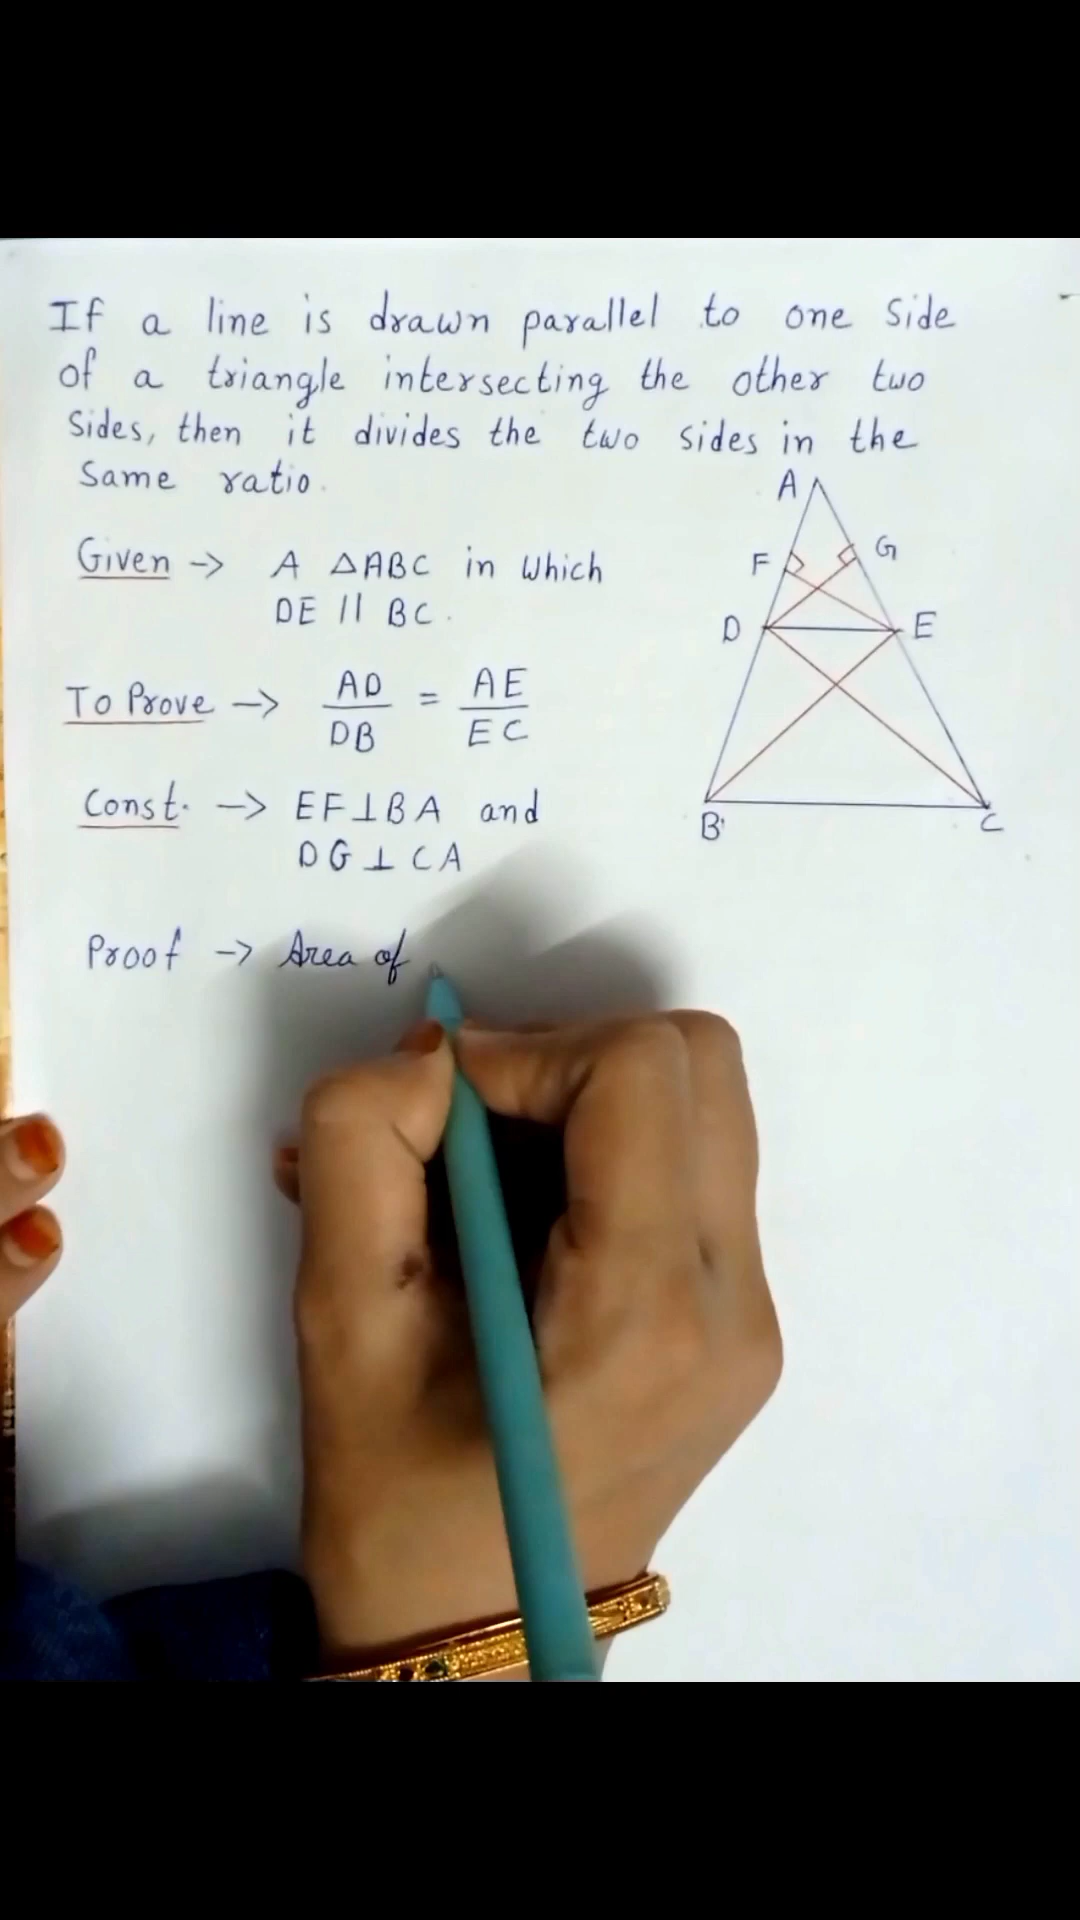 If a line is drawn parallel to one side
of a triangle intersecting the other two
sides, then it divides the two sides in the
same ratio.
A
Given -> A △ABC in which
F
G
DE || BC.
D
E
To Prove -> AD/DB = AE/EC
Const. -> EF⊥BA and
B
C
DG ⊥ CA
Proof -> Area of